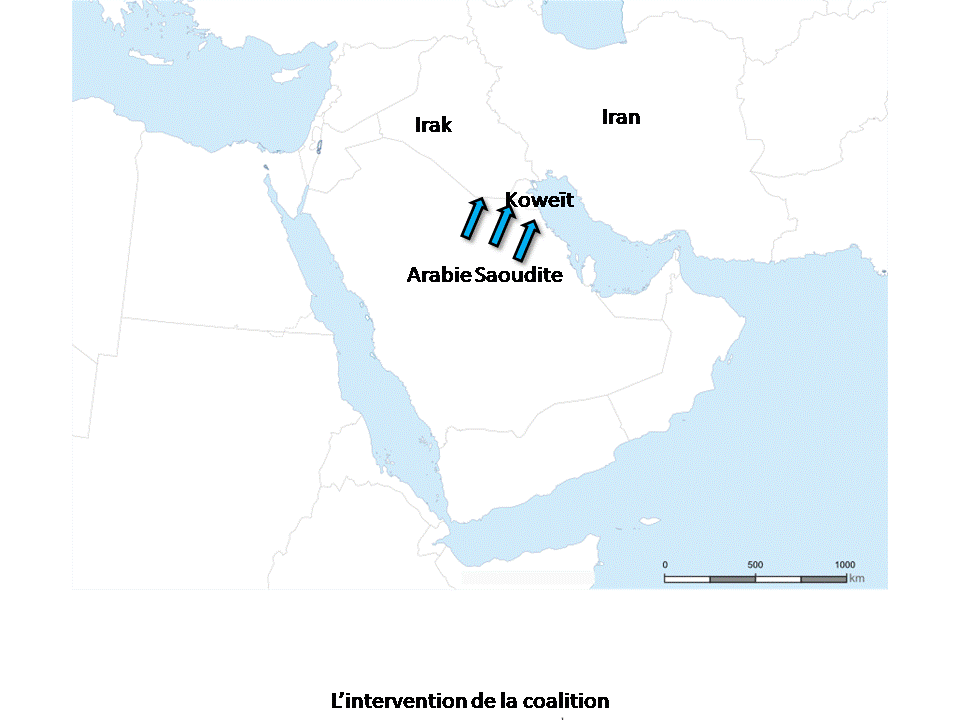 Irak
Iran
Koweït
Arabie Saoudite
0 500 1000
km
L'intervention de la coalition